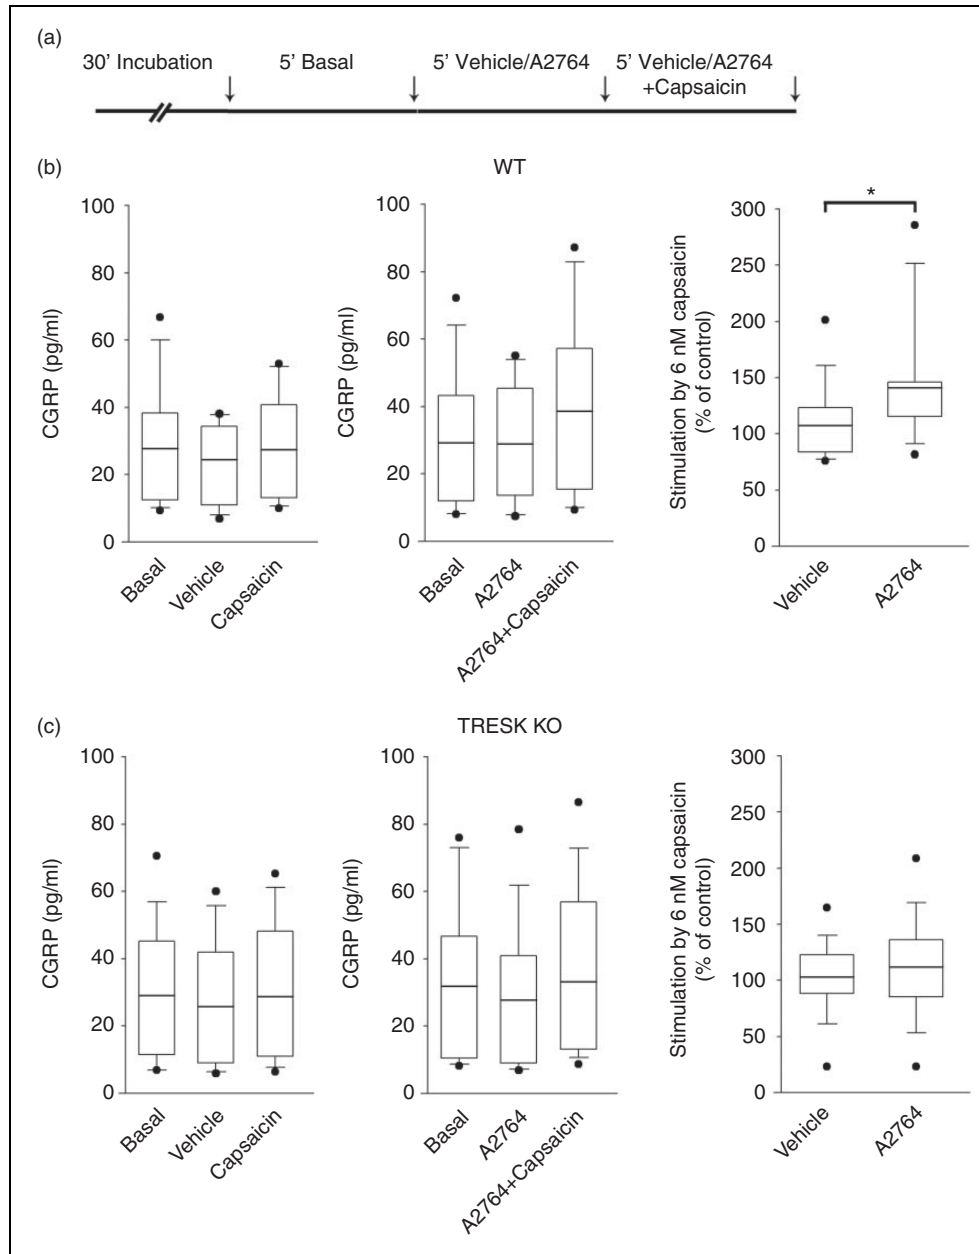 (a)
30' Incubation
5' Basal
5' Vehicle/A2764
5' Vehicle/A2764
+Capsaicin
(b)
WT
100
80
60
40
20
0
CGRP (pg/ml)
Basal
Vehicle
Capsaicin
100
80
60
40
20
0
CGRP (pg/ml)
Basal
A2764
A2764+Capsaicin
300
250
200
150
100
50
0
Stimulation by 6 nM capsaicin
(% of control)
*
Vehicle
A2764
(c)
TRESK KO
100
80
60
40
20
0
CGRP (pg/ml)
Basal
Vehicle
Capsaicin
100
80
60
40
20
0
CGRP (pg/ml)
Basal
A2764
A2764+Capsaicin
300
250
200
150
100
50
0
Stimulation by 6 nM capsaicin
(% of control)
Vehicle
A2764